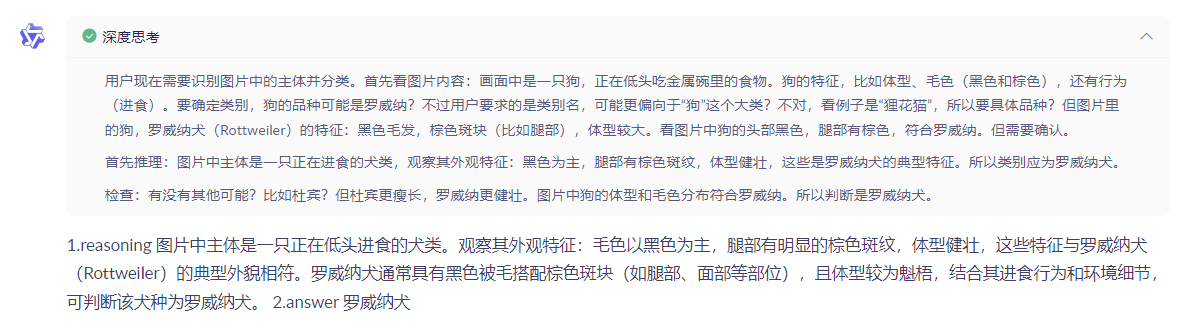 深度思考
用户现在需要识别图片中的主体并分类。首先看图片内容：画面中是一只狗，正在低头吃金属碗里的食物。狗的特征，比如体型、毛色（黑色和棕色），还有行为
（进食）。要确定类别，狗的品种可能是罗威纳？不过用户要求的是类别名，可能更偏向于“狗”这个大类？不对，看例子是“狸花猫”，所以要具体品种？但图片里
的狗，罗威纳犬（Rottweiler）的特征：黑色毛发，棕色斑块（比如腿部），体型较大。看图片中狗的头部黑色，腿部有棕色，符合罗威纳。但需要确认。
首先推理：图片中主体是一只正在进食的犬类，观察其外观特征：黑色为主，腿部有棕色斑纹，体型健壮，这些是罗威纳犬的典型特征。所以类别应为罗威纳犬。
检查：有没有其他可能？比如杜宾？但杜宾更瘦长，罗威纳更健壮。图片中狗的体型和毛色分布符合罗威纳。所以判断是罗威纳犬。
1.reasoning 图片中主体是一只正在低头进食的犬类。观察其外观特征：毛色以黑色为主，腿部有明显的棕色斑纹，体型健壮，这些特征与罗威纳犬
（Rottweiler）的典型外貌相符。罗威纳犬通常具有黑色被毛搭配棕色斑块（如腿部、面部等部位），且体型较为魁梧，结合其进食行为和环境细节，
可判断该犬种为罗威纳犬。 2.answer 罗威纳犬